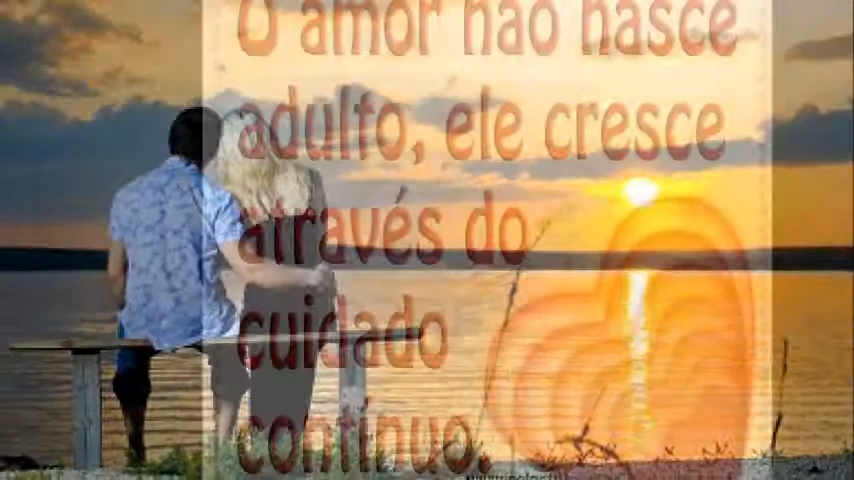 O amor não nasce
adulto, ele cresce
através do
cuidado
contínuo.